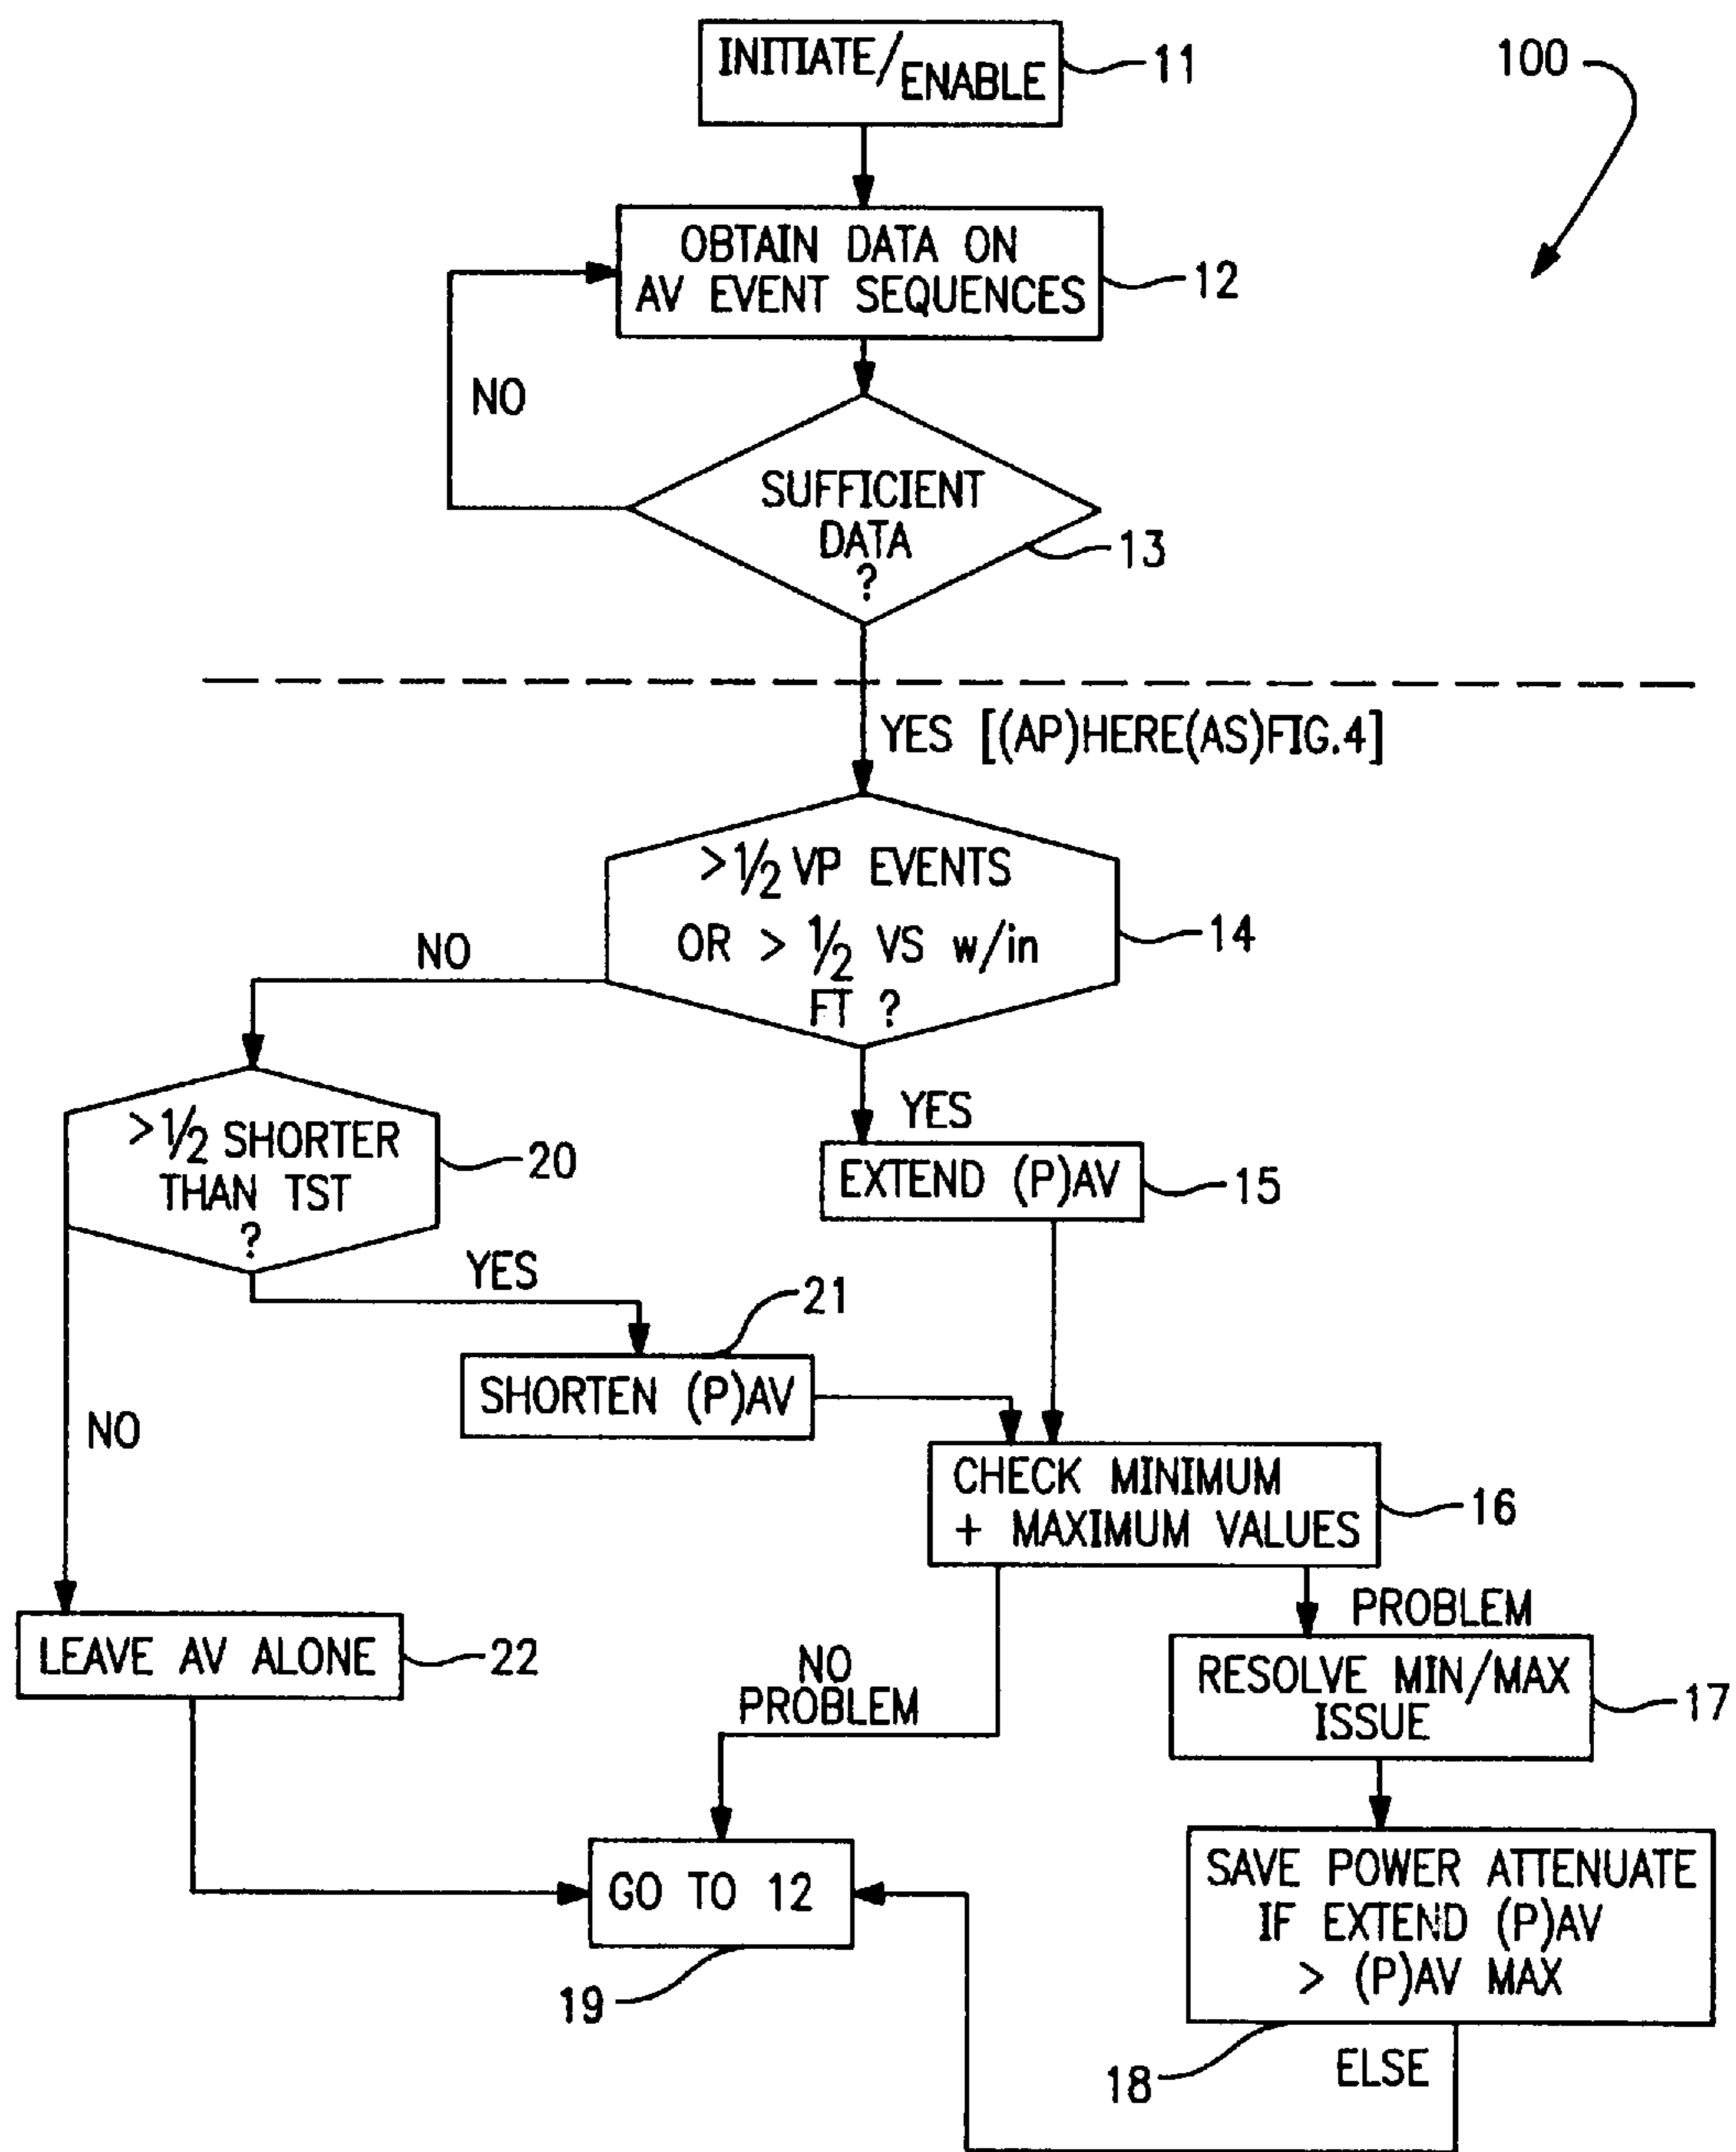 INITIATE/ENABLE
11
100
OBTAIN DATA ON
AV EVENT SEQUENCES
12
NO
SUFFICIENT
DATA
?
13
YES [(AP)HERE(AS)FIG.4]
>1/2 VP EVENTS
OR > 1/2 VS w/in
FT ?
14
NO
YES
>1/2 SHORTER
THAN TST
?
20
EXTEND (P)AV
15
YES
21
SHORTEN (P)AV
NO
CHECK MINIMUM
+ MAXIMUM VALUES
16
PROBLEM
LEAVE AV ALONE
22
NO
PROBLEM
RESOLVE MIN/MAX
ISSUE
17
GO TO 12
19
SAVE POWER ATTENUATE
IF EXTEND (P)AV
> (P)AV MAX
18
ELSE